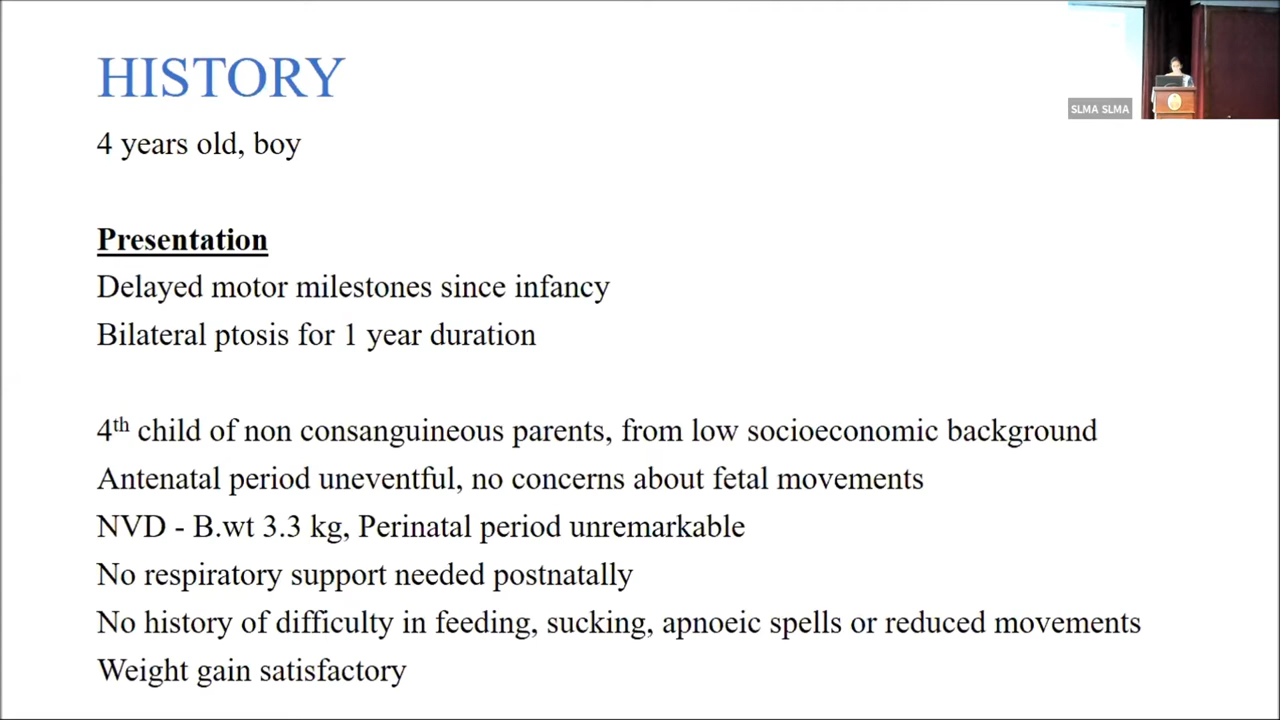 HISTORY
4 years old, boy
SLMA SLMA
Presentation
Delayed motor milestones since infancy
Bilateral ptosis for 1 year duration
4th child of non consanguineous parents, from low socioeconomic background
Antenatal period uneventful, no concerns about fetal movements
NVD - B.wt 3.3 kg, Perinatal period unremarkable
No respiratory support needed postnatally
No history of difficulty in feeding, sucking, apnoeic spells or reduced movements
Weight gain satisfactory